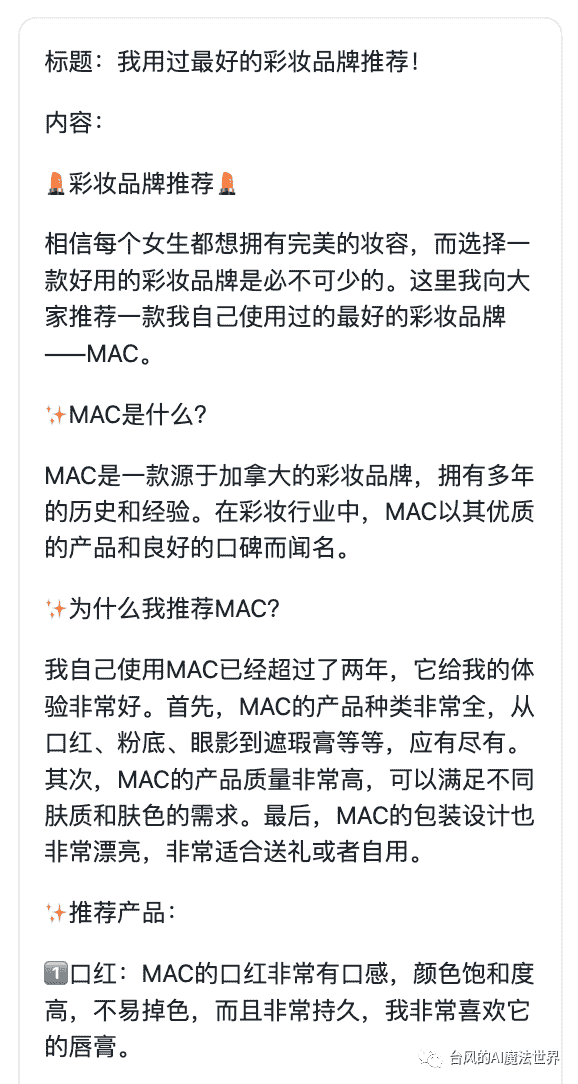 标题：我用过最好的彩妆品牌推荐！
内容：
💄彩妆品牌推荐💄
相信每个女生都想拥有完美的妆容，而选择一
款好用的彩妆品牌是必不可少的。这里我向大
家推荐一款我自己使用过的最好的彩妆品牌
——MAC。
✨MAC是什么？
MAC是一款源于加拿大的彩妆品牌，拥有多年
的历史和经验。在彩妆行业中，MAC以其优质
的产品和良好的口碑而闻名。
✨为什么我推荐MAC？
我自己使用MAC已经超过了两年，它给我的体
验非常好。首先，MAC的产品种类非常全，从
口红、粉底、眼影到遮瑕膏等等，应有尽有。
其次，MAC的产品质量非常高，可以满足不同
肤质和肤色的需求。最后，MAC的包装设计也
非常漂亮，非常适合送礼或者自用。
✨推荐产品：
1️⃣口红：MAC的口红非常有口感，颜色饱和度
高，不易掉色，而且非常持久，我非常喜欢它
的唇膏。
台风的AI魔法世界